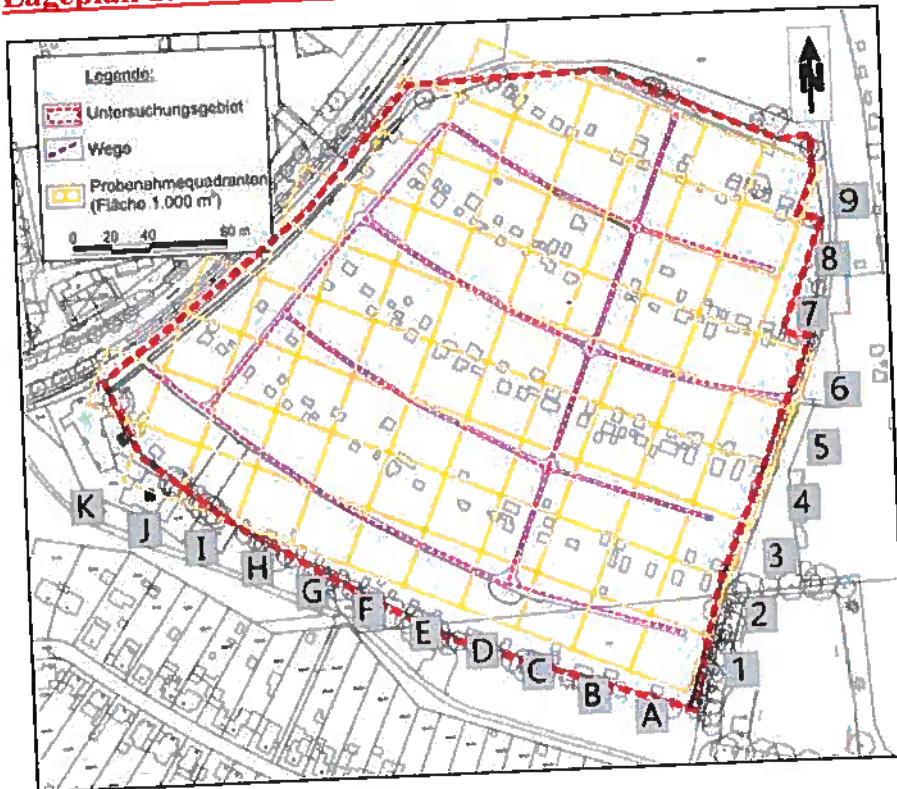 Lageplan
Legende:
Untersuchungsgebiet
Wege
Probenahmequadranten
(Fläche 1.000 m²)
0 20 40 80 m
N
9
8
7
6
5
4
3
2
1
K
J
I
H
G
F
E
D
C
B
A